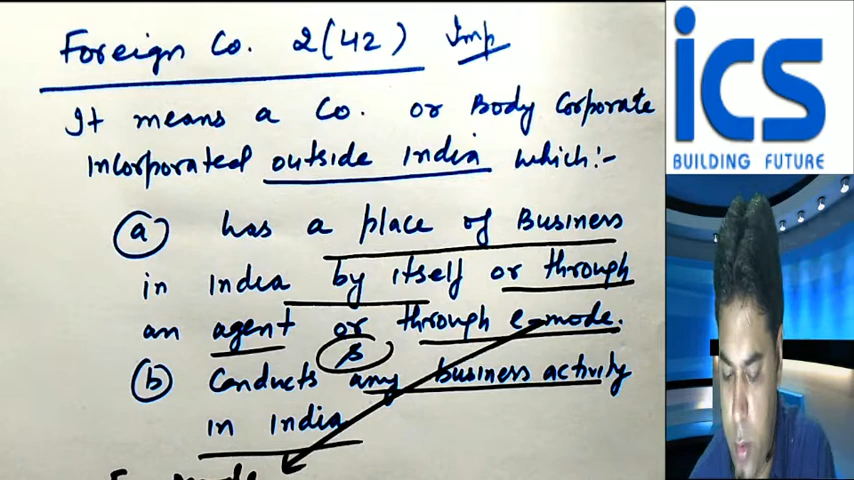 Foreign Co. 2(42) Imp
It means a Co. or Body Corporate
Incorporated outside India which:-
(a) has a place of Business
in India by itself or through
an agent or through e-mode.
&
(b) Conducts any business activity
in India
mode
ics
BUILDING FUTURE